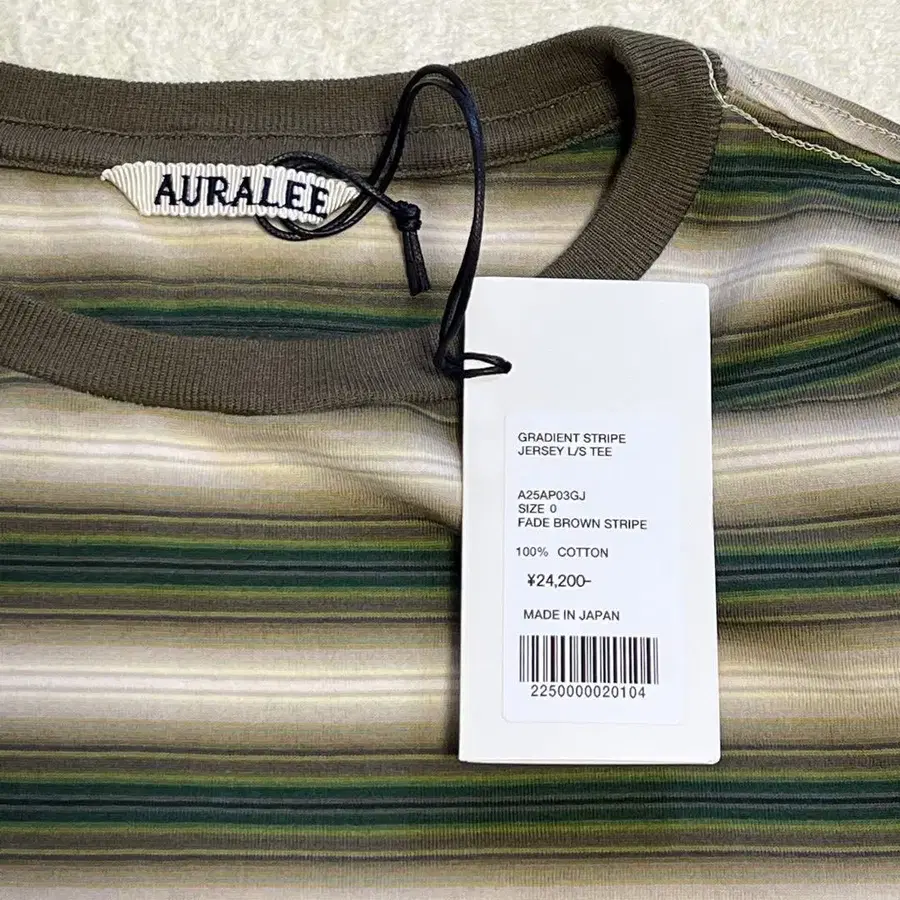 AURALEE
GRADIENT STRIPE
JERSEY L/S TEE
A25AP03GJ
SIZE 0
FADE BROWN STRIPE
100% COTTON
¥24,200-
MADE IN JAPAN
2250000020104